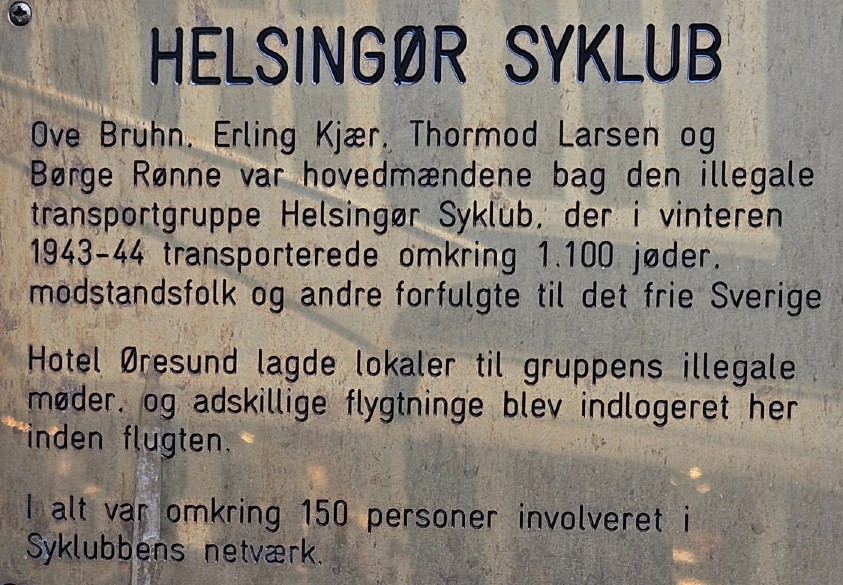 HELSINGØR SYKLUB
Ove Bruhn, Erling Kjær, Thormod Larsen og
Børge Rønne var hovedmændene bag den illegale
transportgruppe Helsingør Syklub, der i vinteren
1943-44 transporterede omkring 1.100 jøder,
modstandsfolk og andre forfulgte til det frie Sverige
Hotel Øresund lagde lokaler til gruppens illegale
møder, og adskillige flygtninge blev indlogeret her
inden flugten.
I alt var omkring 150 personer involveret i
Syklubbens netværk.